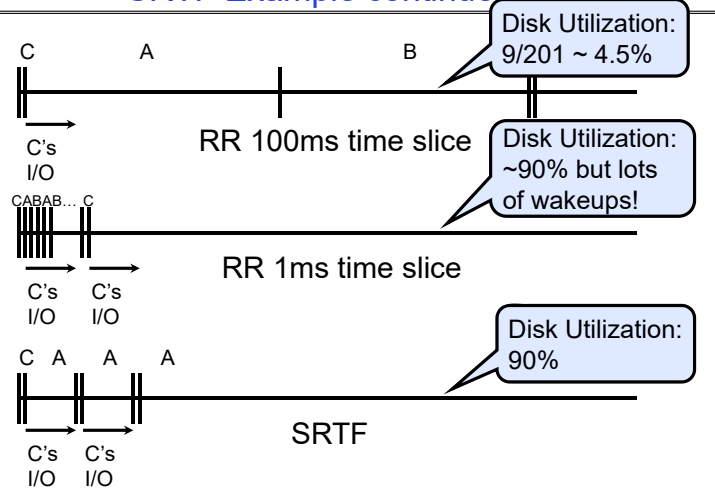 Disk Utilization:
9/201 ~ 4.5%
C A B
C's
I/O
RR 100ms time slice
Disk Utilization:
~90% but lots
of wakeups!
CABAB... C
C's C's
I/O I/O
RR 1ms time slice
Disk Utilization:
90%
C A A A
C's C's
I/O I/O
SRTF